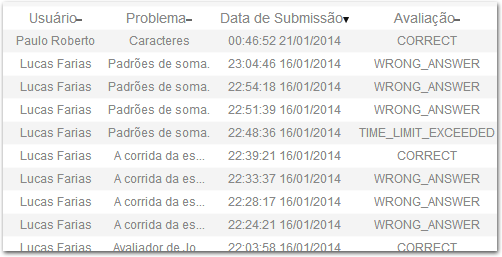 Usuário Problema Data de Submissão Avaliação
Paulo Roberto Caracteres 00:46:52 21/01/2014 CORRECT
Lucas Farias Padrões de soma. 23:04:46 16/01/2014 WRONG_ANSWER
Lucas Farias Padrões de soma. 22:54:18 16/01/2014 WRONG_ANSWER
Lucas Farias Padrões de soma. 22:51:39 16/01/2014 WRONG_ANSWER
Lucas Farias Padrões de soma. 22:48:36 16/01/2014 TIME_LIMIT_EXCEEDED
Lucas Farias A corrida da es... 22:39:21 16/01/2014 CORRECT
Lucas Farias A corrida da es... 22:33:37 16/01/2014 WRONG_ANSWER
Lucas Farias A corrida da es... 22:28:17 16/01/2014 WRONG_ANSWER
Lucas Farias A corrida da es... 22:24:21 16/01/2014 WRONG_ANSWER
Lucas Farias Avaliador de Jo 22:03:58 16/01/2014 CORRECT